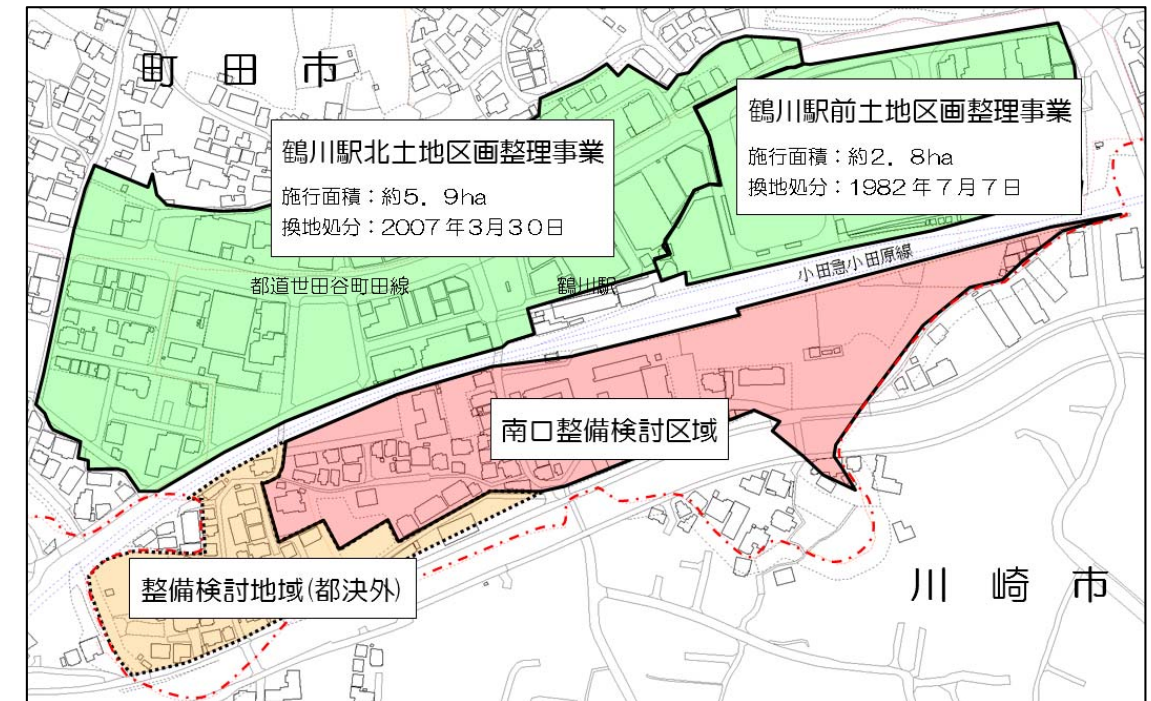 町 田 市
鶴川駅前土地区画整理事業
施行面積：約2．8ha
換地処分：1982年7月7日
鶴川駅北土地区画整理事業
施行面積：約5．9ha
換地処分：2007年3月30日
小田急小田原線
都道世田谷町田線
鶴川駅
南口整備検討区域
整備検討地域(都決外)
川 崎 市